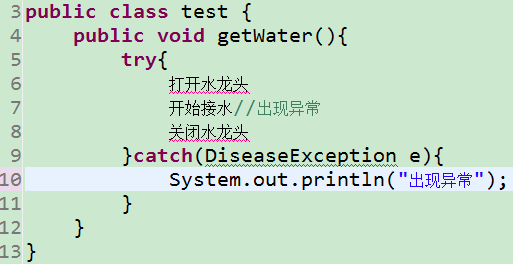 3 public class test {
4     public void getWater(){
5         try{
6             打开水龙头
7             开始接水//出现异常
8             关闭水龙头
9         }catch(DiseaseException e){
10             System.out.println("出现异常");
11         }
12     }
13 }